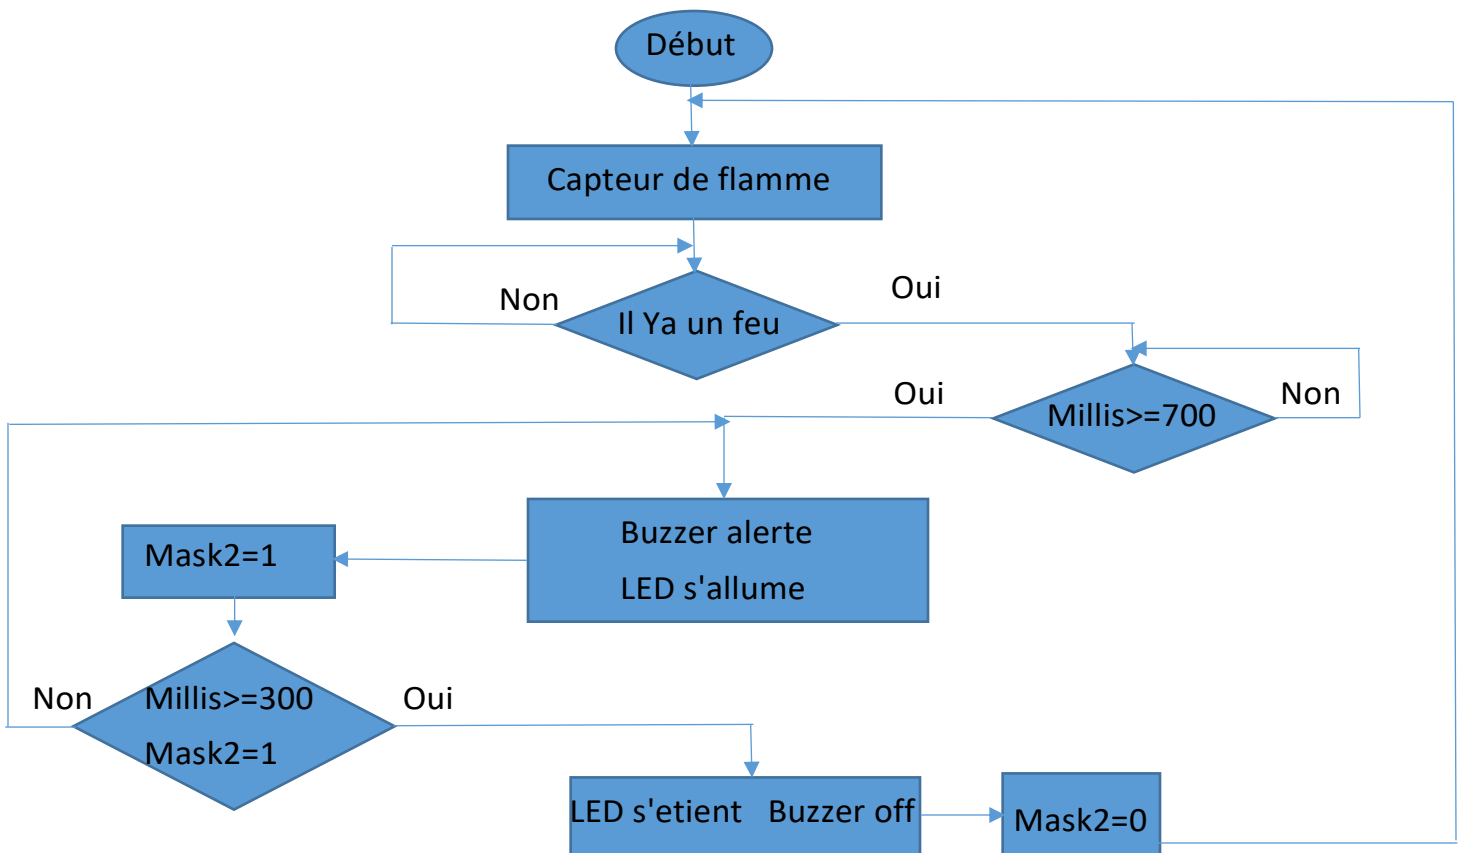 Début
Capteur de flamme
Non
Oui
Il Ya un feu
Oui
Non
Millis>=700
Buzzer alerte
LED s'allume
Mask2=1
Non
Millis>=300
Mask2=1
Oui
LED s'etient Buzzer off
Mask2=0